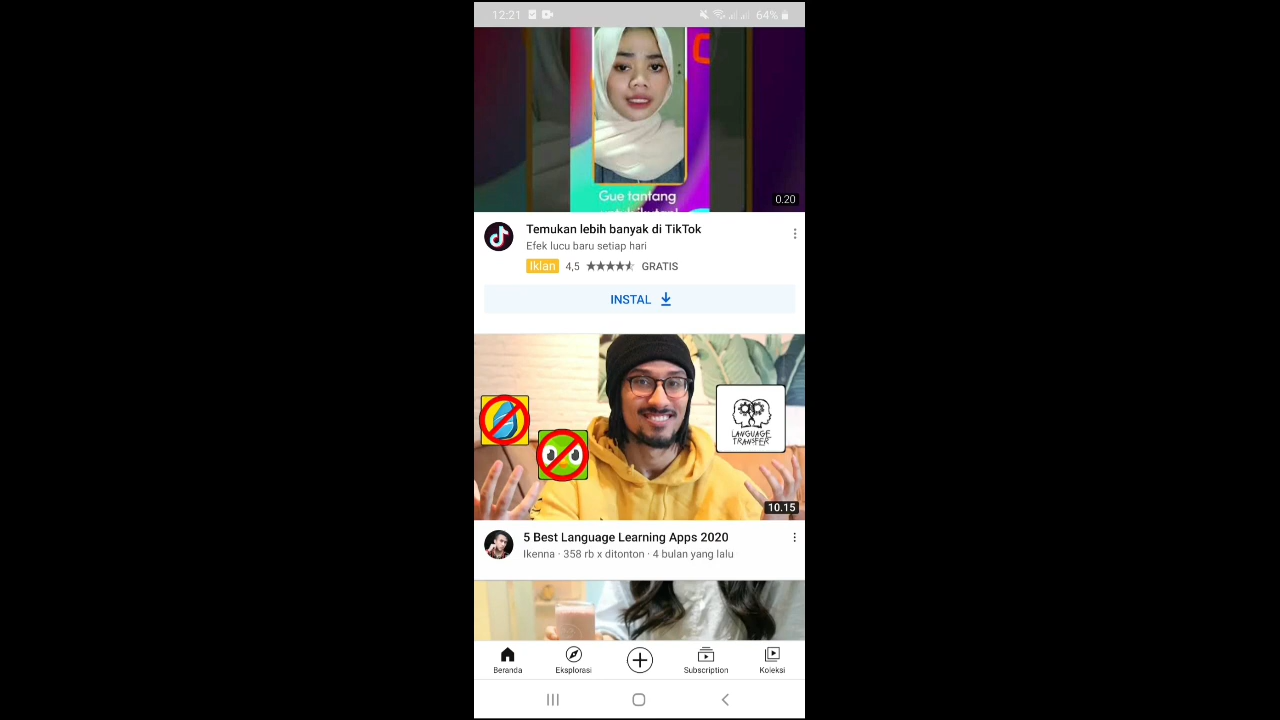 12:21
64%
Gue tantang
0.20
Temukan lebih banyak di TikTok
Efek lucu baru setiap hari
Iklan 4,5 GRATIS
INSTAL
LANGUAGE
TRANSFER
10.15
5 Best Language Learning Apps 2020
Ikenna · 358 rb x ditonton · 4 bulan yang lalu
Beranda
Eksplorasi
Subscription
Koleksi